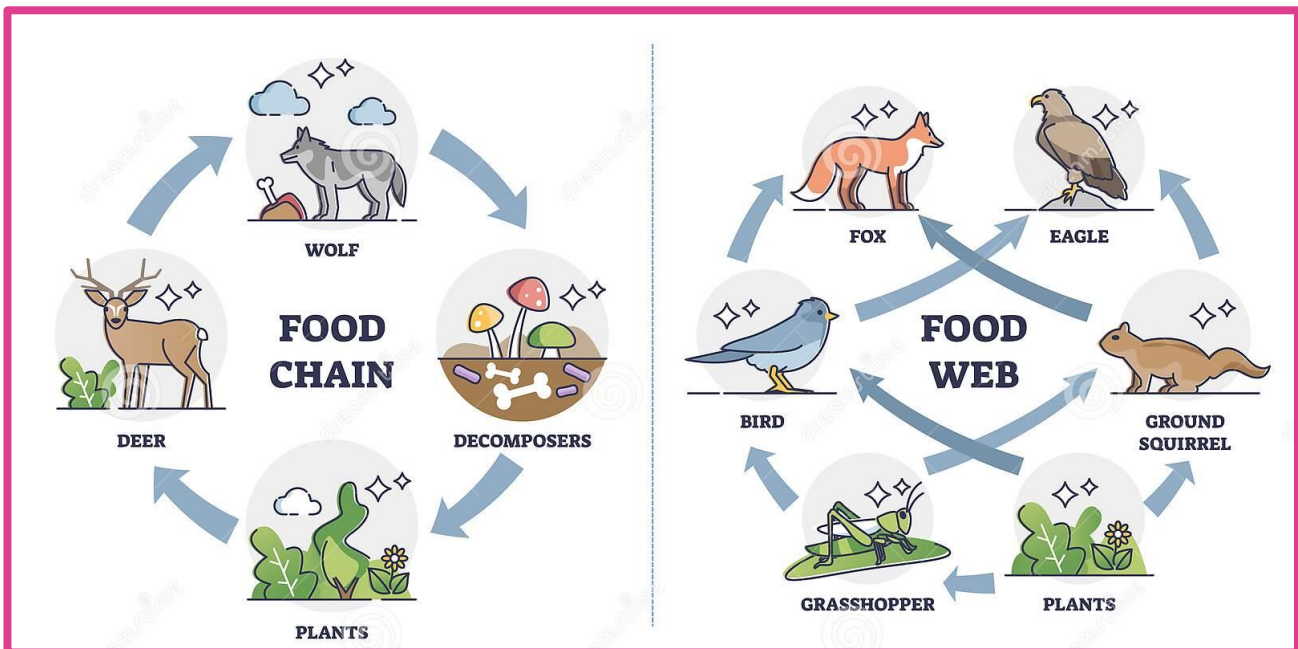 WOLF
FOOD
CHAIN
DEER
DECOMPOSERS
PLANTS
FOX
EAGLE
FOOD
WEB
BIRD
GROUND
SQUIRREL
GRASSHOPPER
PLANTS